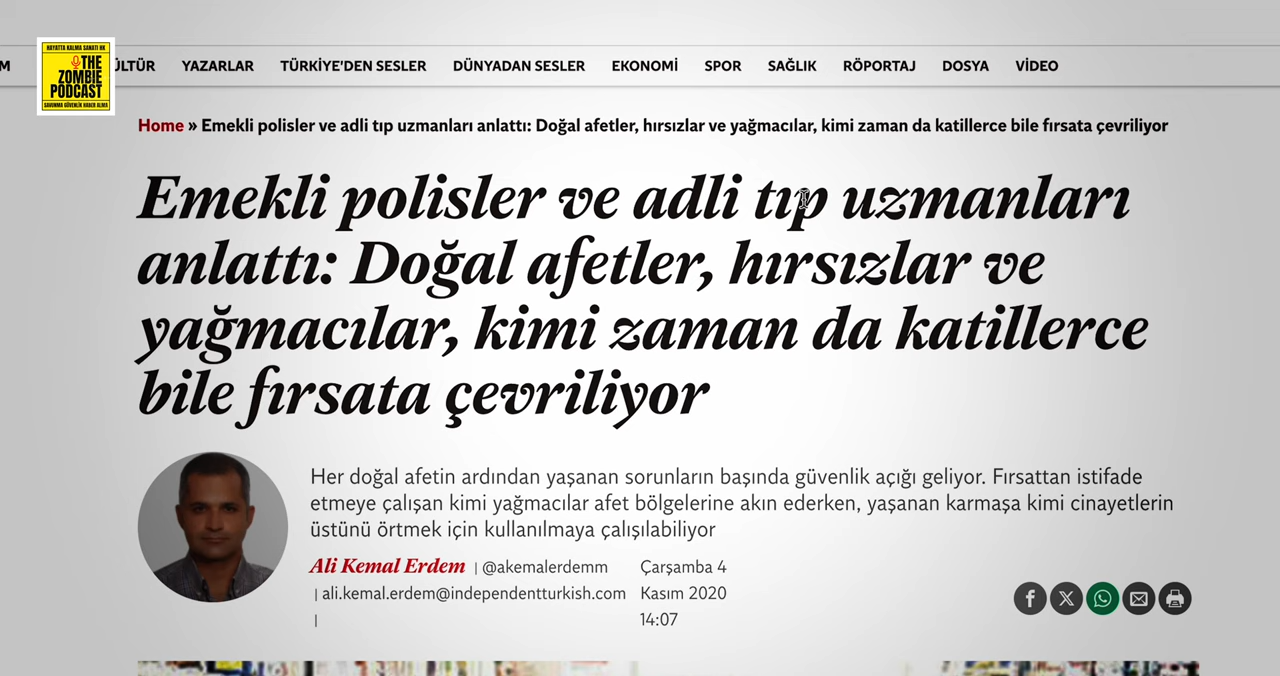 HAYATTA KALMA SANATI HK
THE
ZOMBIE
PODCAST
SAVUNMA GÜVENLİK HABER ALMA
M
ÜLTÜR YAZARLAR TÜRKİYE'DEN SESLER DÜNYADAN SESLER EKONOMİ SPOR SAĞLIK RÖPORTAJ DOSYA VİDEO
Home » Emekli polisler ve adli tıp uzmanları anlattı: Doğal afetler, hırsızlar ve yağmacılar, kimi zaman da katillerce bile fırsata çevriliyor
Emekli polisler ve adli tıp uzmanları
anlattı: Doğal afetler, hırsızlar ve
yağmacılar, kimi zaman da katillerce
bile fırsata çevriliyor
Her doğal afetin ardından yaşanan sorunların başında güvenlik açığı geliyor. Fırsattan istifade
etmeye çalışan kimi yağmacılar afet bölgelerine akın ederken, yaşanan karmaşa kimi cinayetlerin
üstünü örtmek için kullanılmaya çalışılabiliyor
Ali Kemal Erdem | @akemalerdemm
| ali.kemal.erdem@independentturkish.com
|
Çarşamba 4
Kasım 2020
14:07